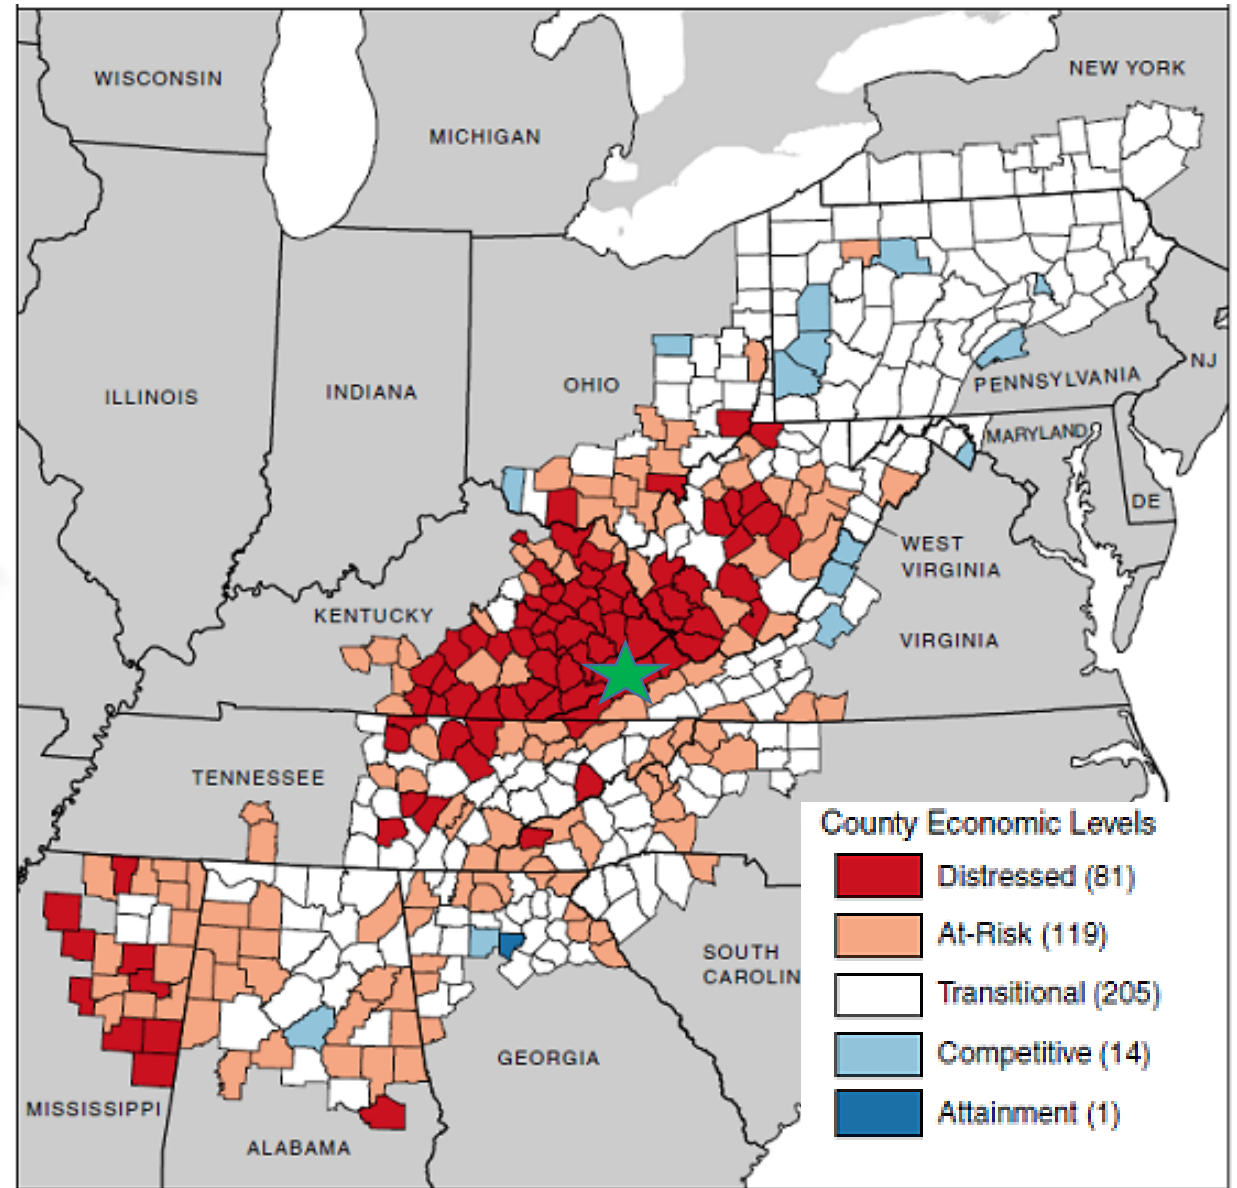 WISCONSIN
NEW YORK
MICHIGAN
ILLINOIS
INDIANA
OHIO
PENNSYLVANIA
NJ
MARYLAND
DE
WEST
VIRGINIA
KENTUCKY
VIRGINIA
TENNESSEE
County Economic Levels
Distressed (81)
At-Risk (119)
Transitional (205)
Competitive (14)
Attainment (1)
SOUTH
CAROLIN
GEORGIA
MISSISSIPPI
ALABAMA